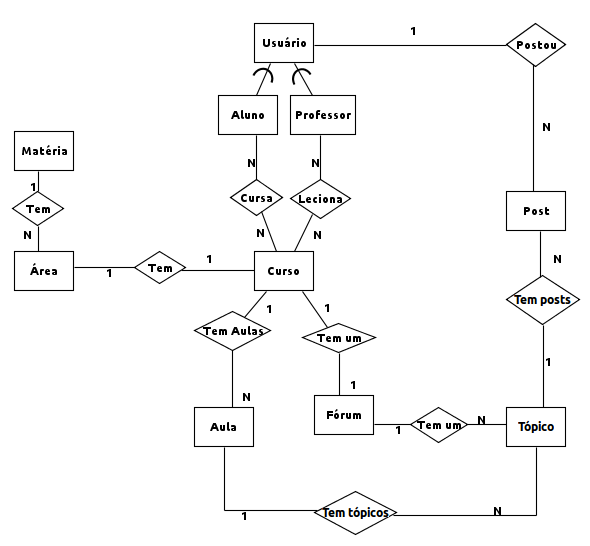 1
Usuário
Postou
Aluno
Professor
N
Matéria
N
N
1
Cursa
Leciona
Tem
Post
N
N
N
1
N
Área
1
Tem
Curso
Tem posts
1
1
Tem Aulas
Tem um
1
1
N
Fórum
Aula
1
Tem um
N
Tópico
1
Tem tópicos
N